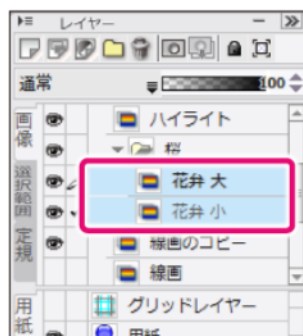 レイヤー
通常 100
画像
選択範囲
定規
用紙
ハイライト
桜
花弁 大
花弁 小
線画のコピー
線画
グリッドレイヤー
用紙